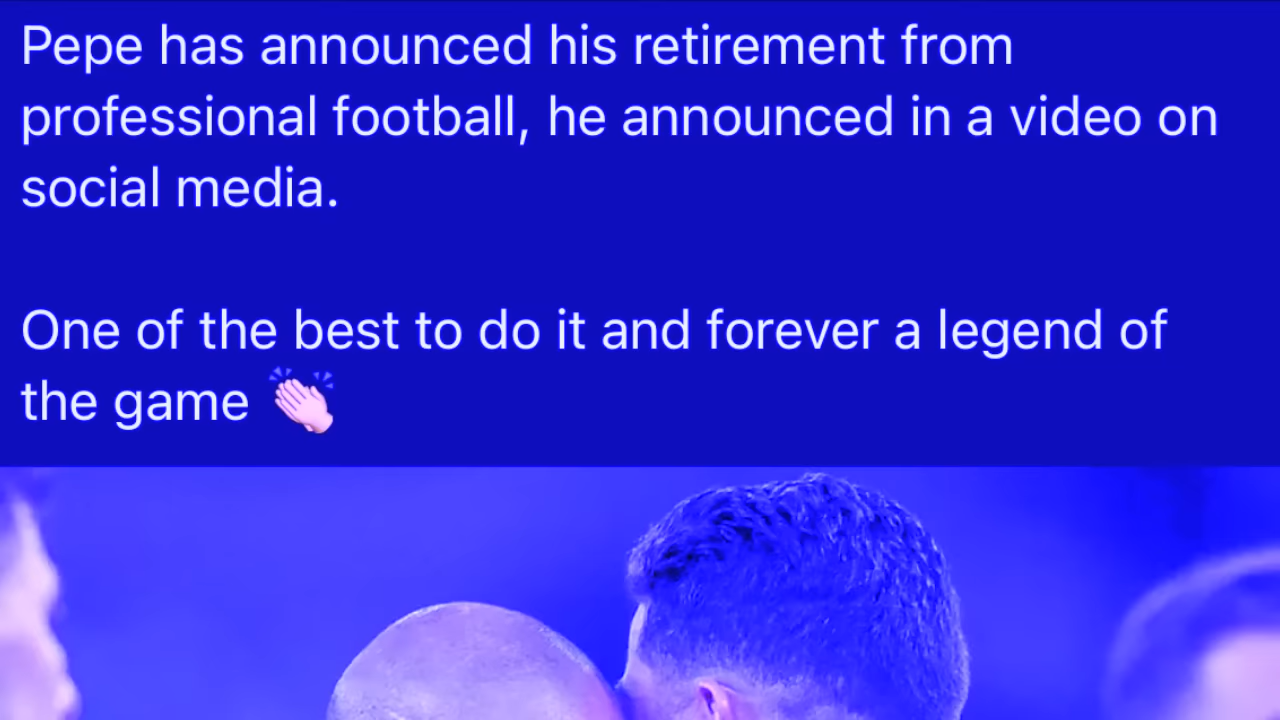 Pepe has announced his retirement from
professional football, he announced in a video on
social media.
One of the best to do it and forever a legend of
the game 👏🏻